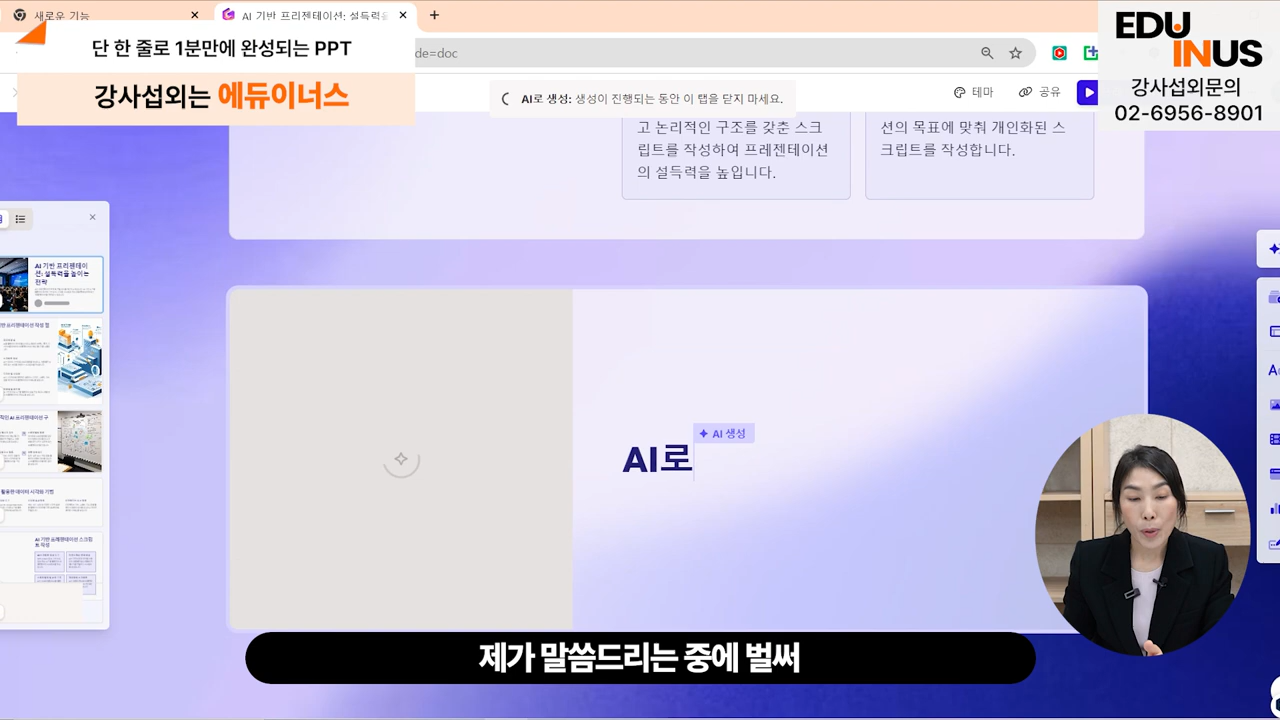 새로운 기능
AI 기반 프리젠테이션: 설득력을
EDU
INUS
강사섭외문의
02-6956-8901
단 한 줄로 1분만에 완성되는 PPT
강사섭외는 에듀이너스
de=doc
AI로 생성: 생성이 진행되는 동안 이 탭을 닫지 마세요.
테마
공유
고 논리적인 구조를 갖춘 스크
립트를 작성하여 프레젠테이션
의 설득력을 높입니다.
션의 목표에 맞춰 개인화된 스
크립트를 작성합니다.
AI 기반 프리젠테이
션: 설득력을 높이는
전략
AI 생성
AI로
제가 말씀드리는 중에 벌써